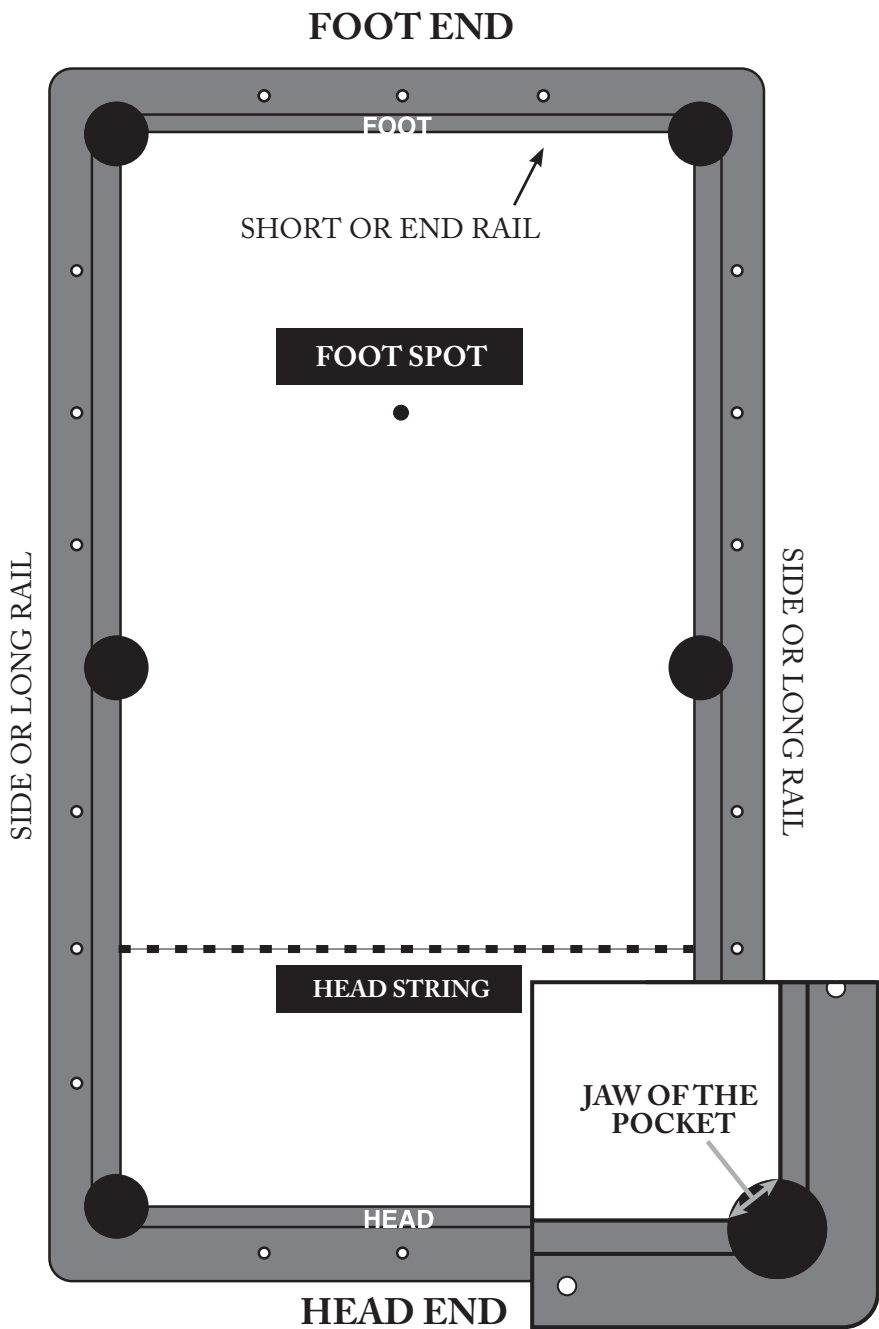 FOOT END
FOOT
SHORT OR END RAIL
FOOT SPOT
SIDE OR LONG RAIL
SIDE OR LONG RAIL
HEAD STRING
JAW OF THE
POCKET
HEAD
HEAD END